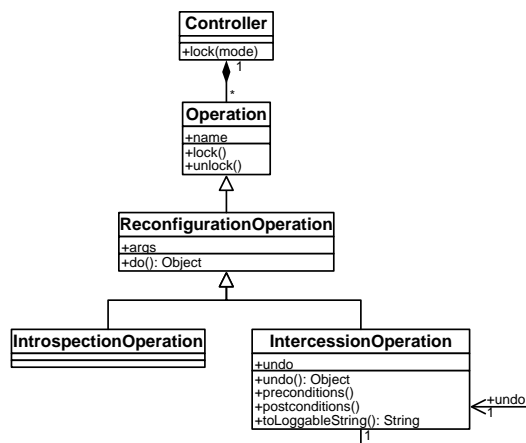 Controller
+lock(mode)
1
*
Operation
+name
+lock()
+unlock()
ReconfigurationOperation
+args
+do(): Object
IntrospectionOperation
IntercessionOperation
+undo
+undo(): Object
+preconditions()
+postconditions()
+toLoggableString(): String
+undo
1
1